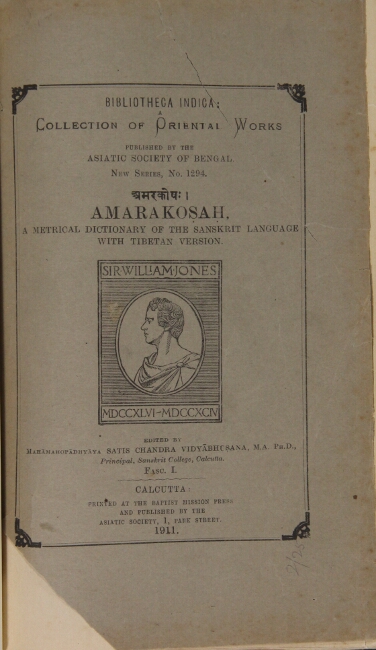 BIBLIOTHECA INDICA:
A
COLLECTION OF ORIENTAL WORKS
PUBLISHED BY THE
ASIATIC SOCIETY OF BENGAL
NEW SERIES, No. 1294.
अमरकोषः।
AMARAKOṢAH,
A METRICAL DICTIONARY OF THE SANSKRIT LANGUAGE
WITH TIBETAN VERSION.
SIR WILLIAM JONES
MDCCXLVI-MDCCXCIV
EDITED BY
MAHĀMAHOPĀDHYĀYA SATIS CHANDRA VIDYĀBHUṢANA, M.A. PH.D.,
Principal, Sanskrit College, Calcutta.
FASC. I.
CALCUTTA:
PRINTED AT THE BAPTIST MISSION PRESS
AND PUBLISHED BY THE
ASIATIC SOCIETY, 1, PARK STREET.
1911.